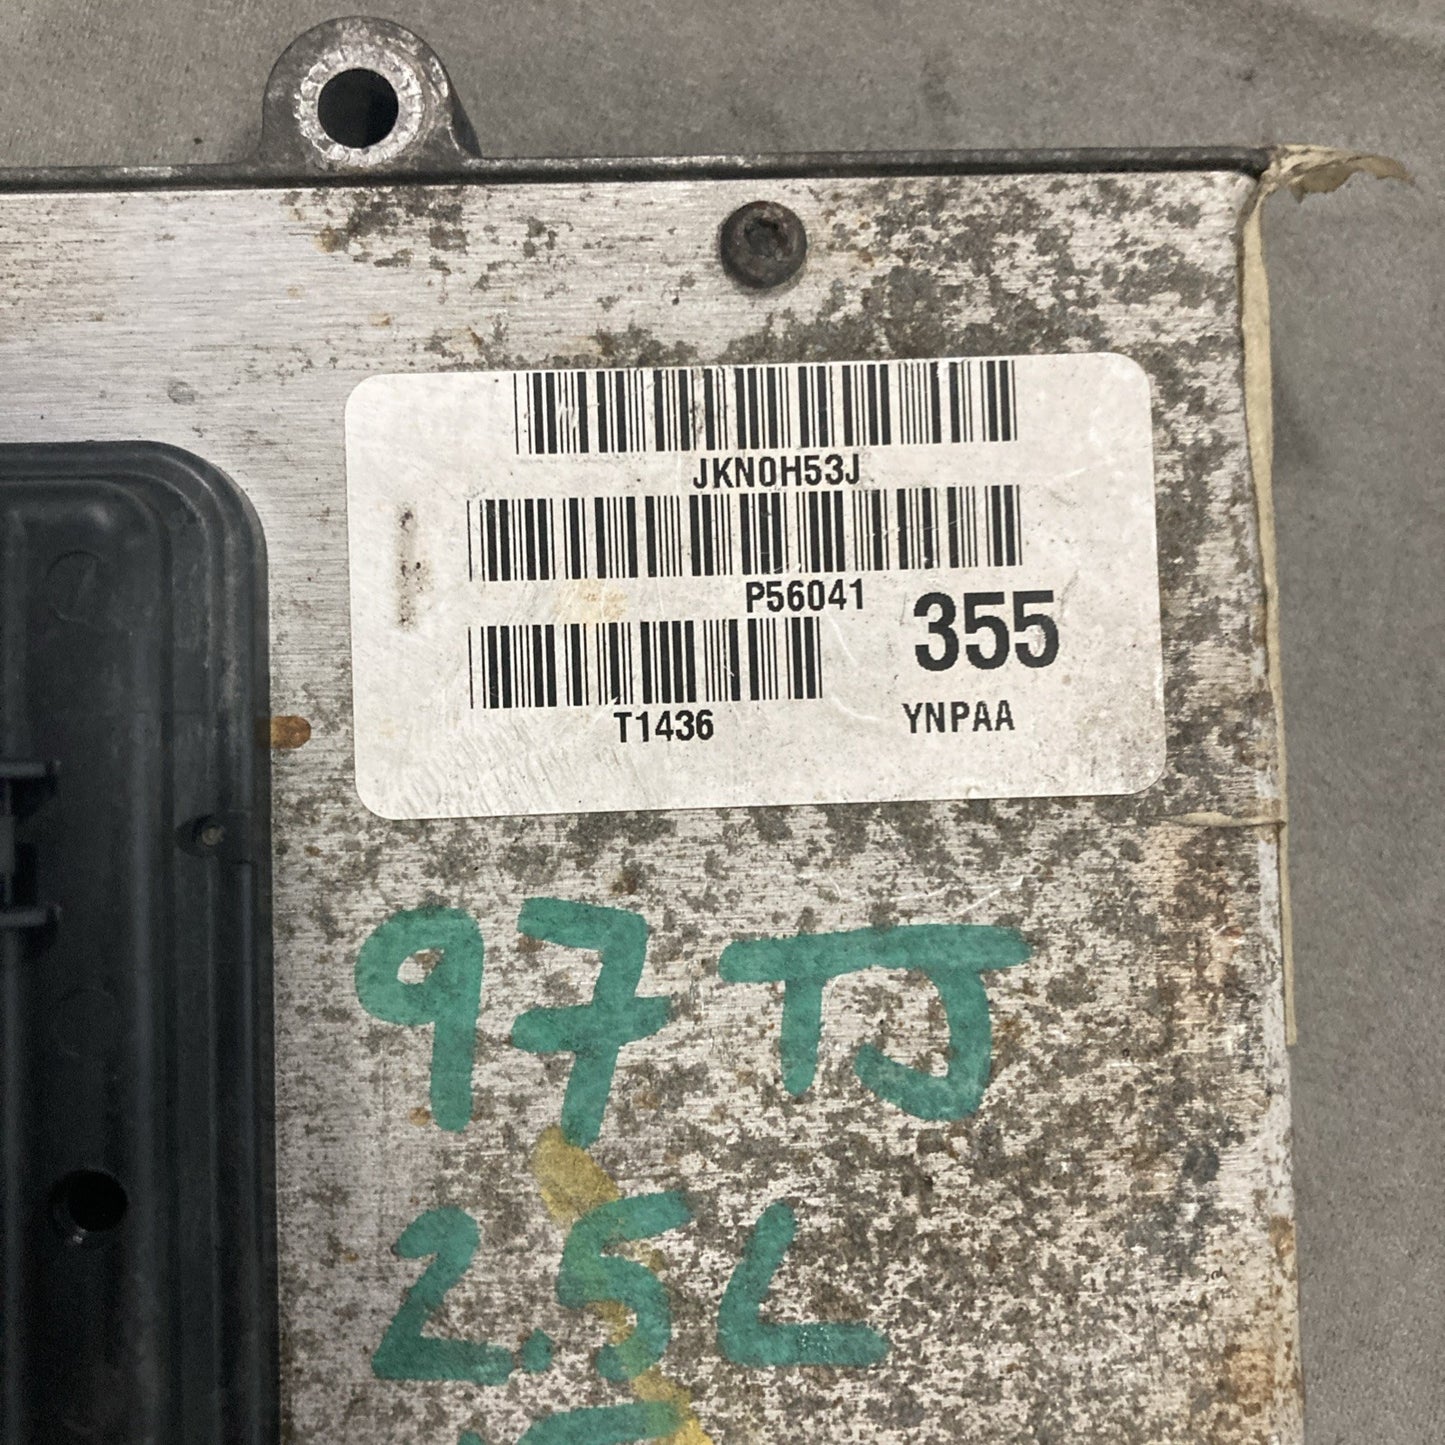 JKN0H53J
P56041 355
T1436 YNPAA
97 TJ
2.5L